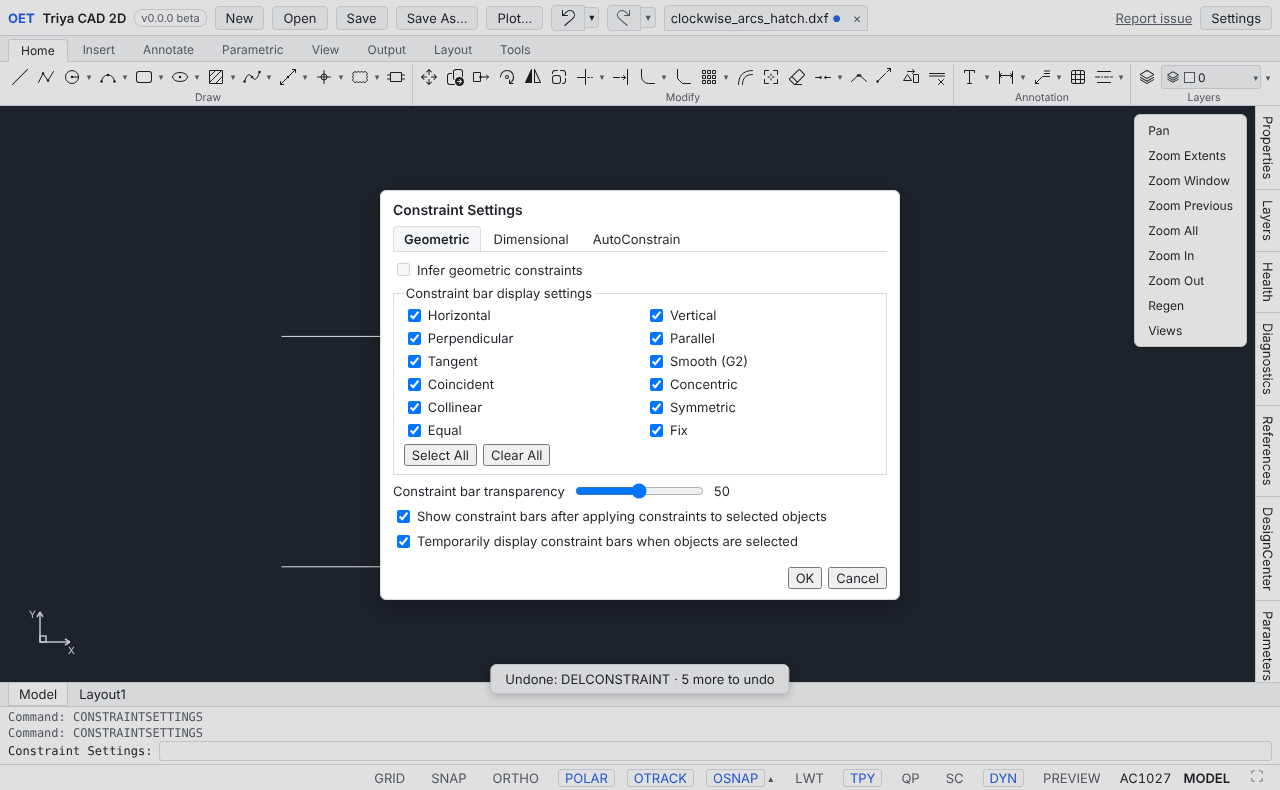 OET Triya CAD 2D v0.0.0 beta New Open Save Save As... Plot... clockwise_arcs_hatch.dxf × Report issue Settings
Home Insert Annotate Parametric View Output Layout Tools
0
Draw Modify Annotation Layers
Pan
Zoom Extents
Zoom Window
Zoom Previous
Zoom All
Zoom In
Zoom Out
Regen
Views
Properties
Layers
Health
Diagnostics
References
DesignCenter
Parameters
Constraint Settings
Geometric Dimensional AutoConstrain
Infer geometric constraints
Constraint bar display settings
Horizontal Vertical
Perpendicular Parallel
Tangent Smooth (G2)
Coincident Concentric
Collinear Symmetric
Equal Fix
Select All Clear All
Constraint bar transparency 50
Show constraint bars after applying constraints to selected objects
Temporarily display constraint bars when objects are selected
OK Cancel
Y
X
Undone: DELCONSTRAINT · 5 more to undo
Model Layout1
Command: CONSTRAINTSETTINGS
Command: CONSTRAINTSETTINGS
Constraint Settings:
GRID SNAP ORTHO POLAR OTRACK OSNAP LWT TPY QP SC DYN PREVIEW AC1027 MODEL